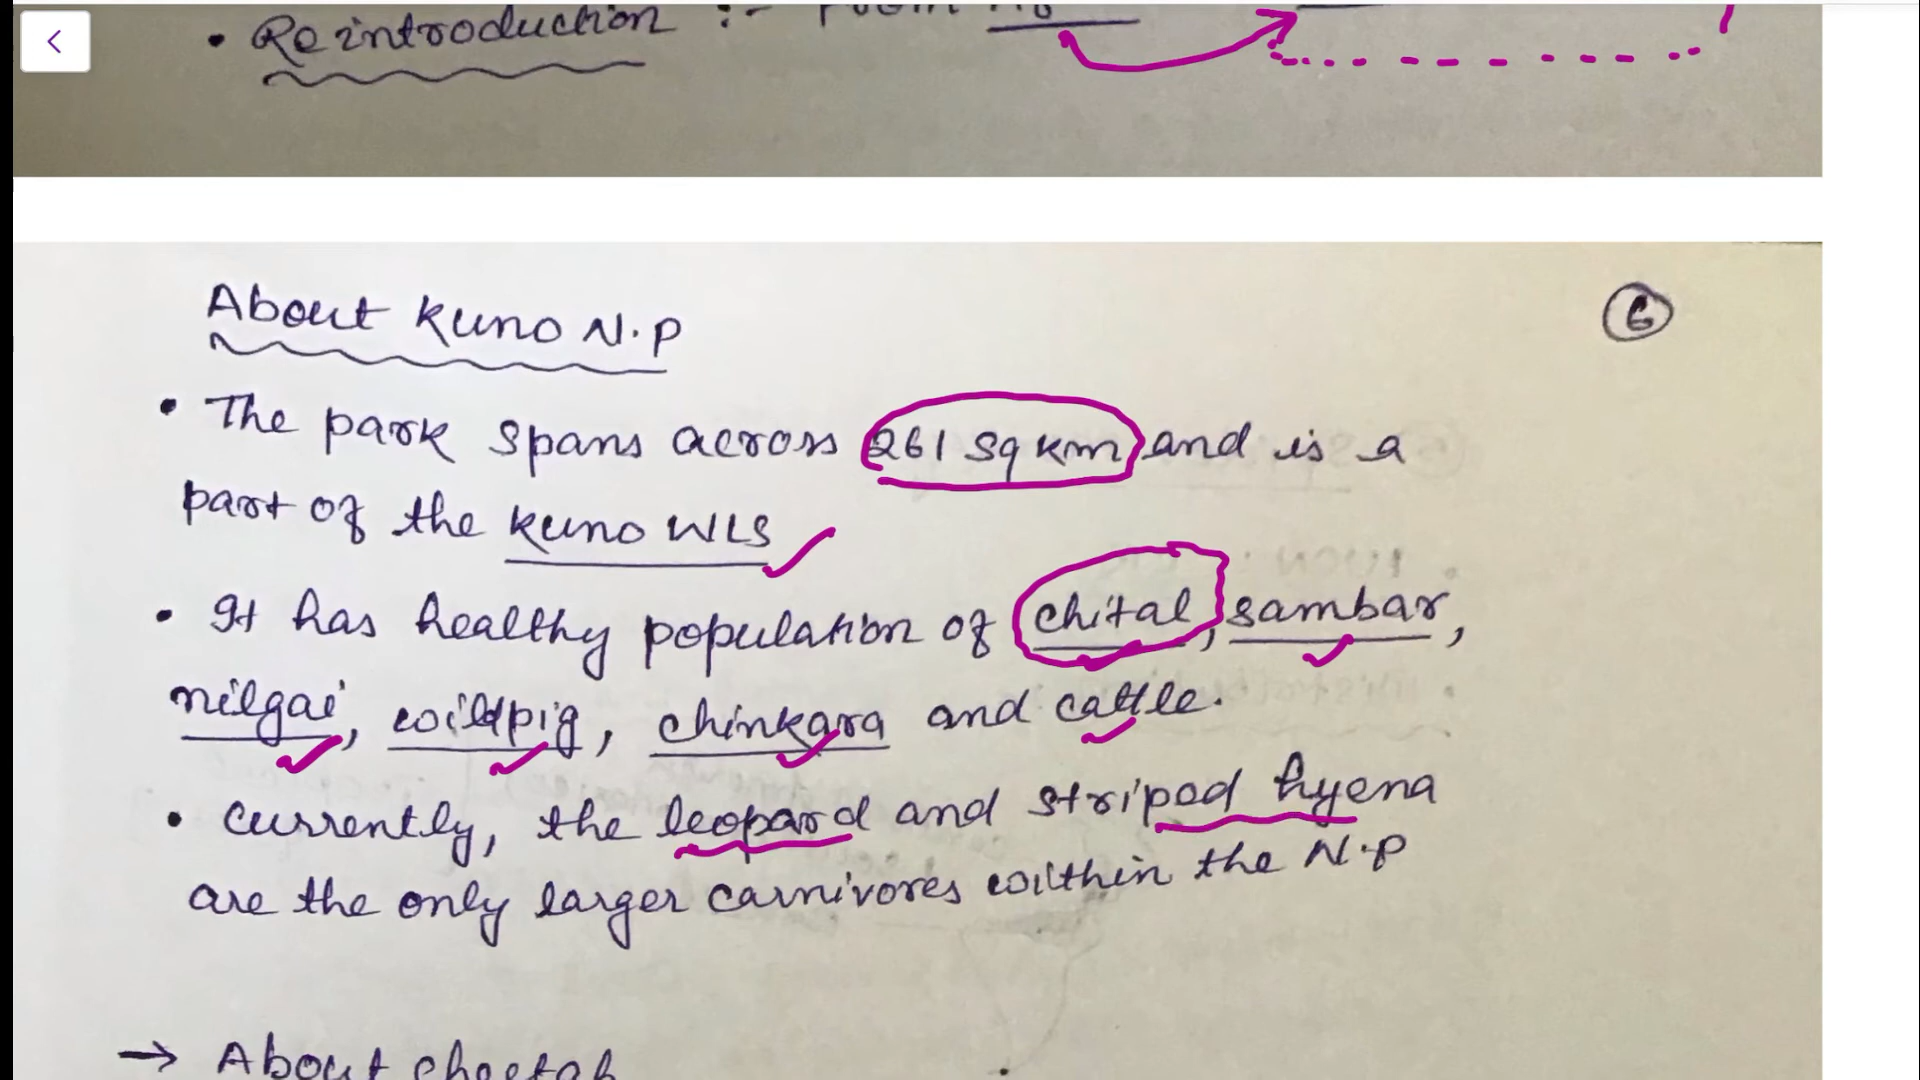 • Reintroduction :-
About Kuno N.P
6
• The park spans across 261 sq km and is a
part of the Kuno WLS
• It has healthy population of chital, sambar,
nilgai, wildpig, chinkara and cattle.
• Currently, the leopard and striped hyena
are the only larger carnivores within the N.P
→ About cheetah